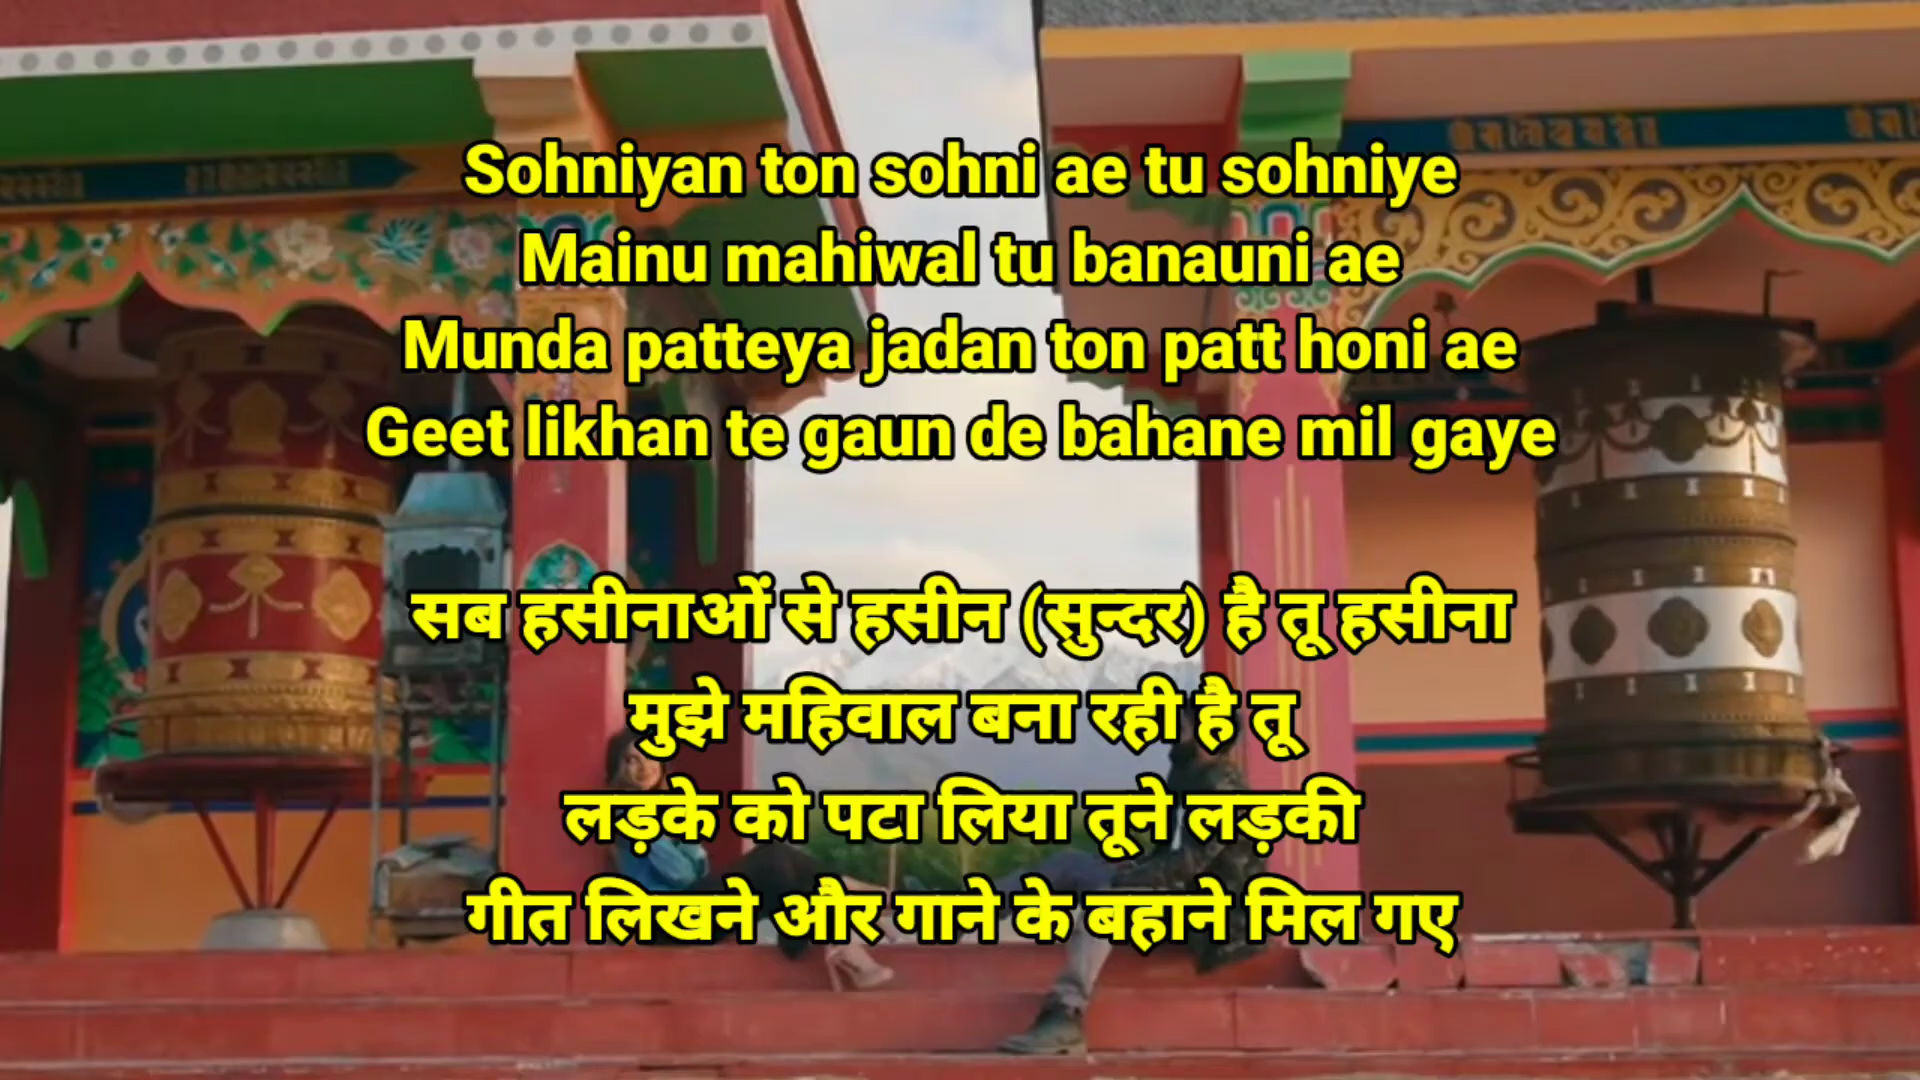 Sohniyan ton sohni ae tu sohniye
Mainu mahiwal tu banauni ae
Munda patteya jadan ton patt honi ae
Geet likhan te gaun de bahane mil gaye
सब हसीनाओं से हसीन (सुन्दर) है तू हसीना
मुझे महिवाल बना रही है तू
लड़के को पटा लिया तूने लड़की
गीत लिखने और गाने के बहाने मिल गए